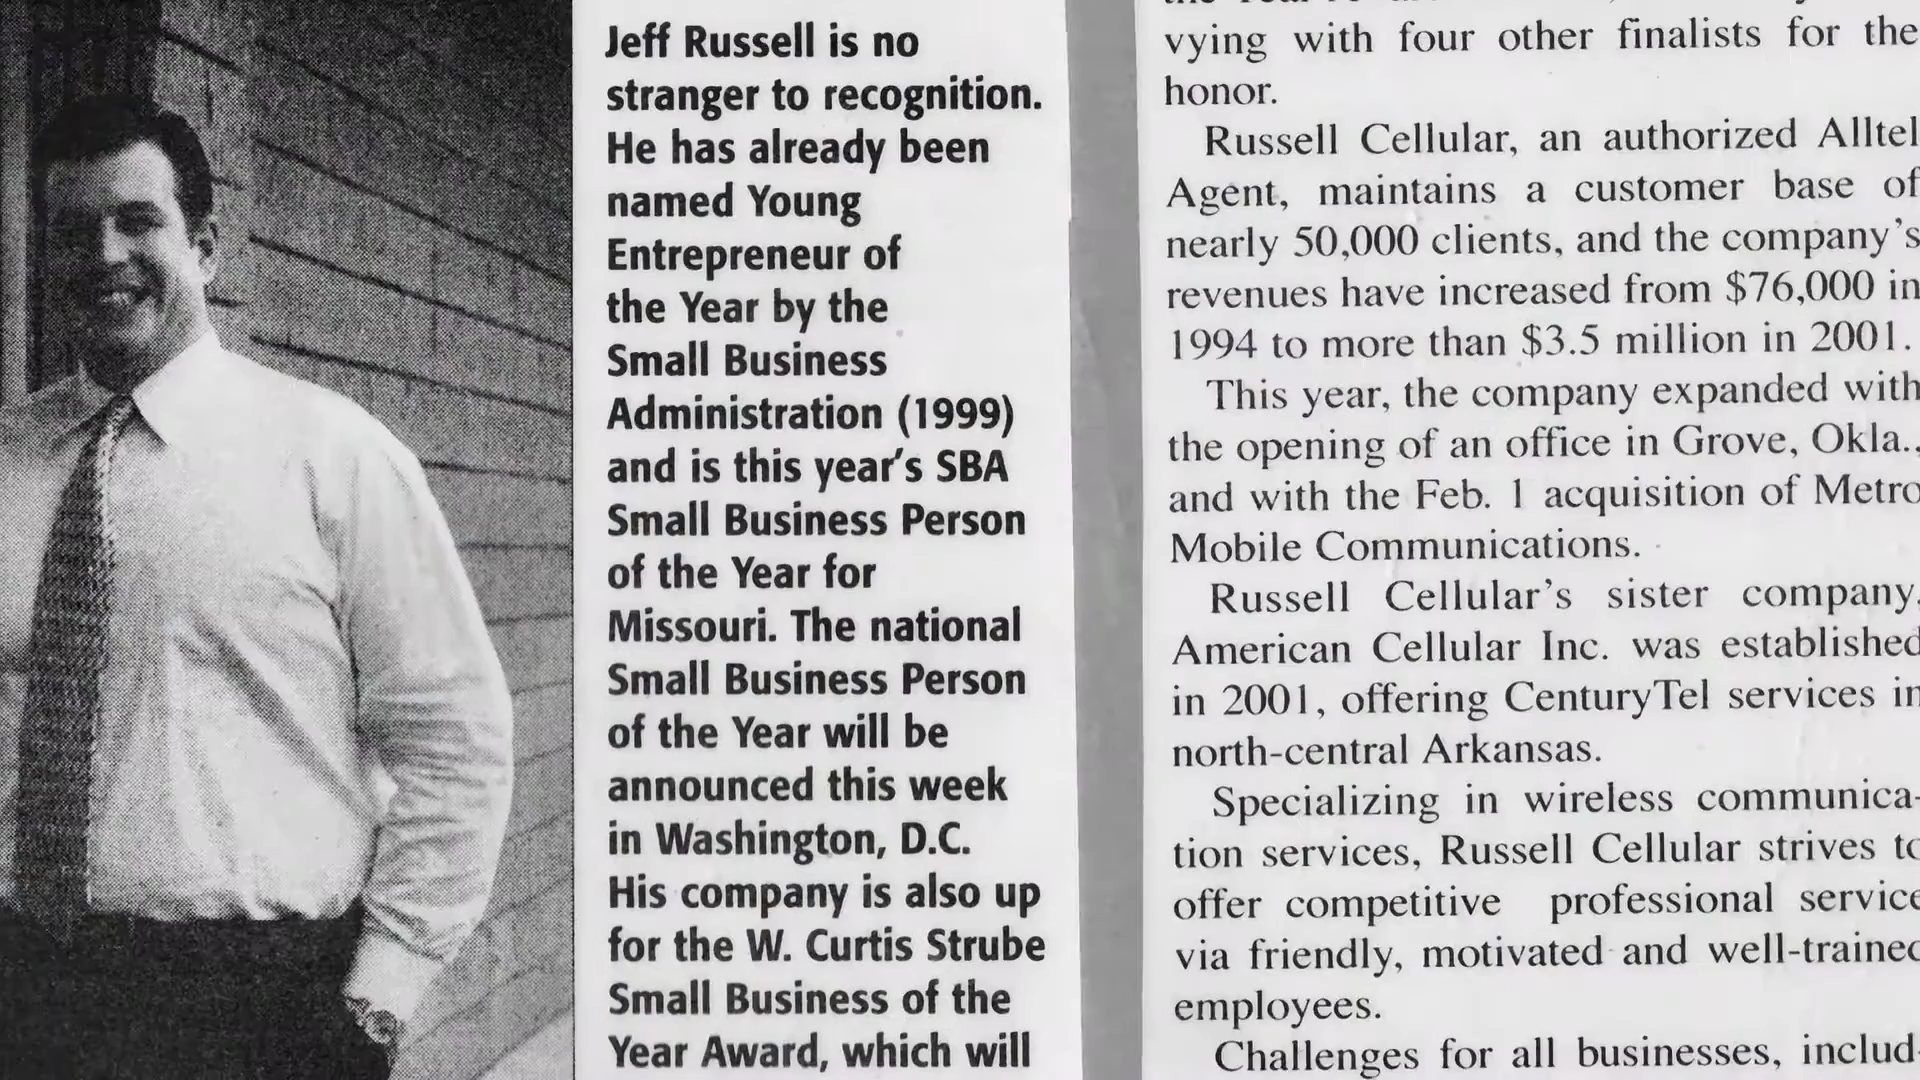 Jeff Russell is no
stranger to recognition.
He has already been
named Young
Entrepreneur of
the Year by the
Small Business
Administration (1999)
and is this year's SBA
Small Business Person
of the Year for
Missouri. The national
Small Business Person
of the Year will be
announced this week
in Washington, D.C.
His company is also up
for the W. Curtis Strube
Small Business of the
Year Award, which will
vying with four other finalists for the
honor.
Russell Cellular, an authorized Alltel
Agent, maintains a customer base of
nearly 50,000 clients, and the company's
revenues have increased from $76,000 in
1994 to more than $3.5 million in 2001.
This year, the company expanded with
the opening of an office in Grove, Okla.,
and with the Feb. 1 acquisition of Metro
Mobile Communications.
Russell Cellular's sister company,
American Cellular Inc. was established
in 2001, offering CenturyTel services in
north-central Arkansas.
Specializing in wireless communica-
tion services, Russell Cellular strives to
offer competitive professional service
via friendly, motivated and well-trained
employees.
Challenges for all businesses, includ-